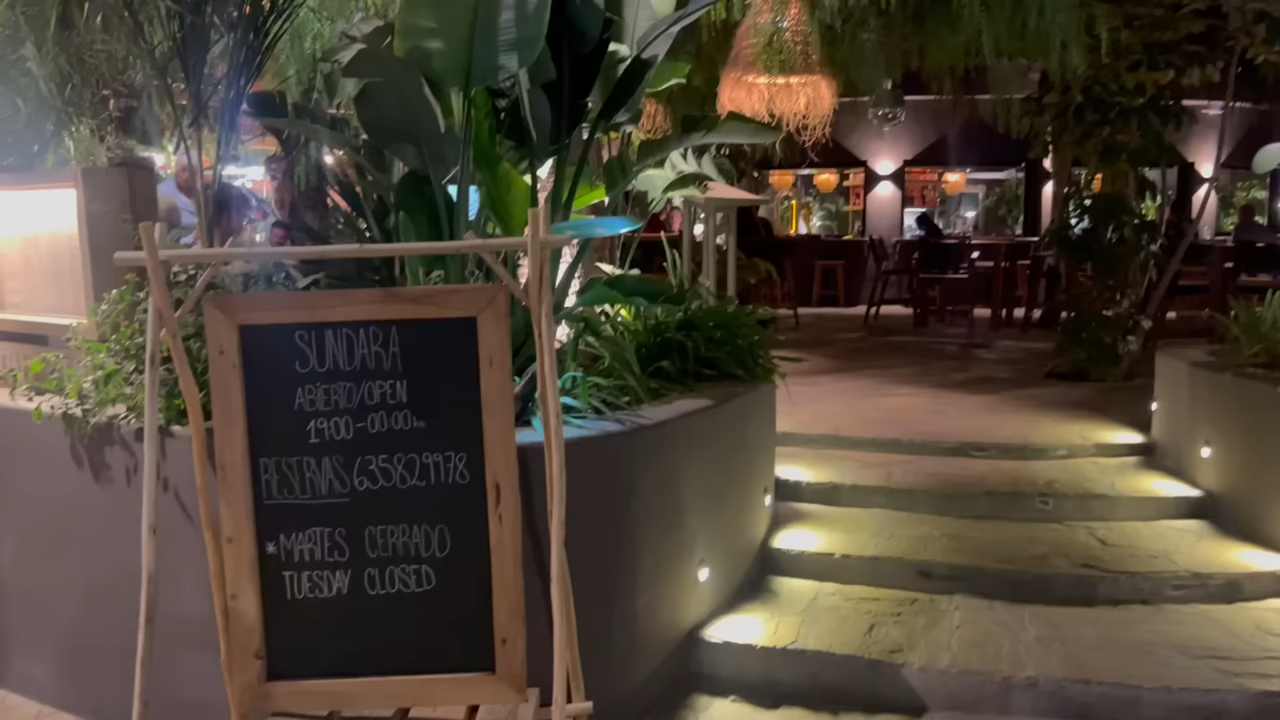 SUNDARA
ABIERTO/OPEN
19:00-00:00h
RESERVAS 635829978
*MARTES CERRADO
TUESDAY CLOSED